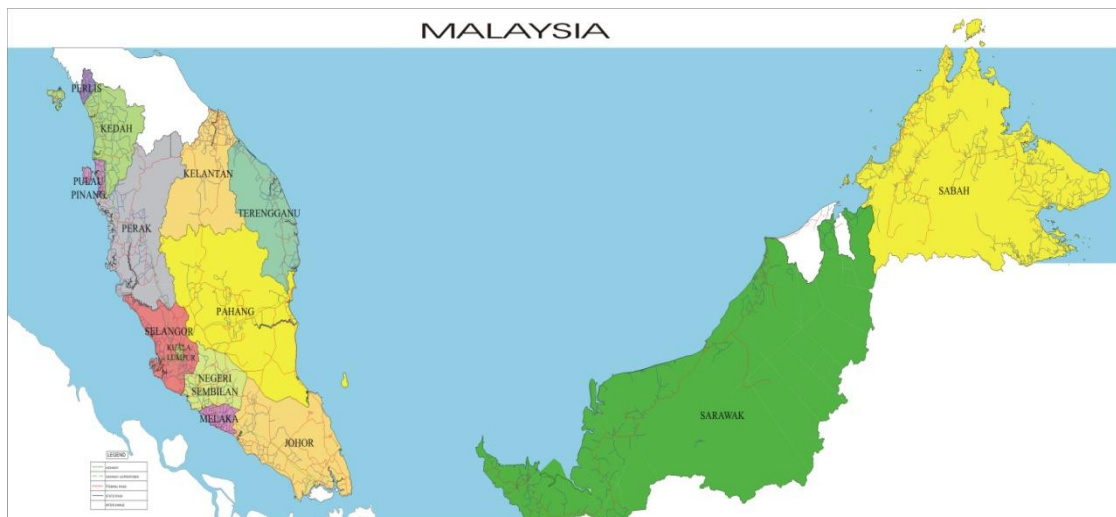 MALAYSIA
PERLIS
KEDAH
PULAU
PINANG
KELANTAN
TERENGGANU
PERAK
PAHANG
SELANGOR
KUALA
LUMPUR
NEGERI
SEMBILAN
MELAKA
JOHOR
SABAH
SARAWAK
LEGEND